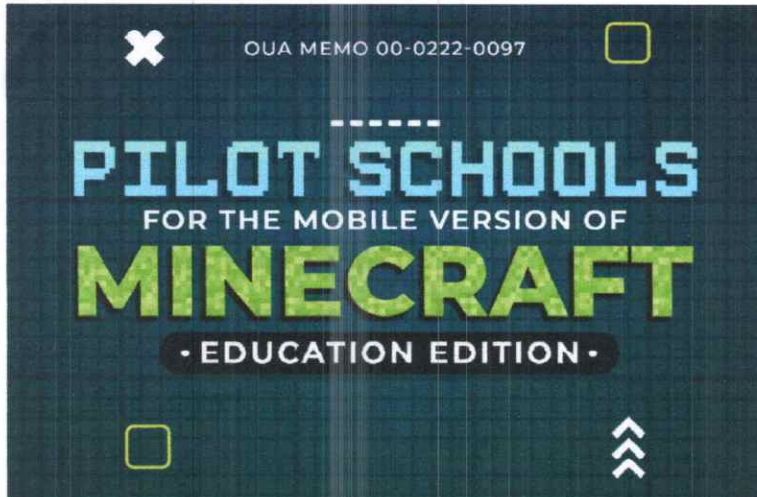 OUA MEMO 00-0222-0097
PILOT SCHOOLS
FOR THE MOBILE VERSION OF
MINECRAFT
• EDUCATION EDITION •